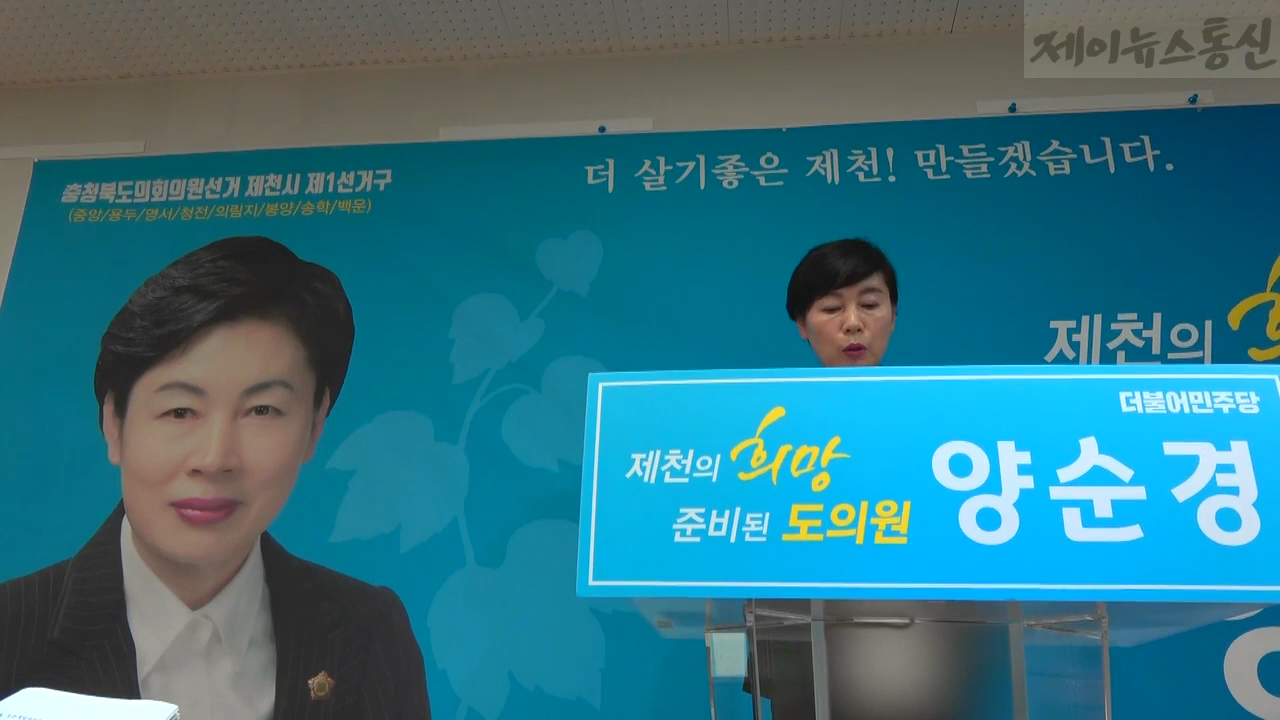 제이뉴스통신
더 살기좋은 제천! 만들겠습니다.
충청북도의회의원선거 제천시 제1선거구
(중앙/용두/영서/청전/의림지/봉양/송학/백운)
제천의
더불어민주당
제천의 희망
준비된 도의원
양순경